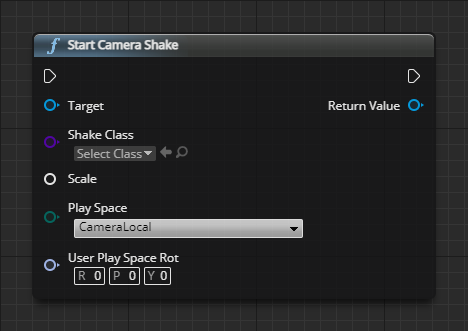 f Start Camera Shake
Target Return Value
Shake Class
Select Class
Scale
Play Space
CameraLocal
User Play Space Rot
R 0 P 0 Y 0